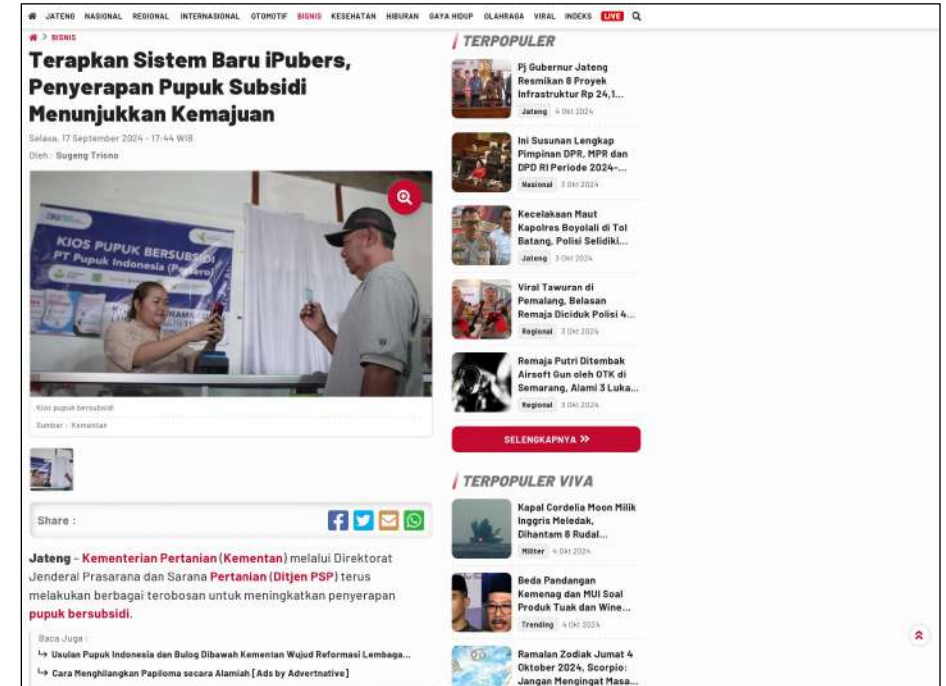 JATENG NASIONAL REGIONAL INTERNASIONAL OTOMOTIF BISNIS KESEHATAN HIBURAN GAYA HIDUP OLAHRAGA VIRAL INDEKS LIVE
> BISNIS
Terapkan Sistem Baru iPubers,
Penyerapan Pupuk Subsidi
Menunjukkan Kemajuan
Selasa, 17 September 2024 - 17:44 WIB
Oleh : Sugeng Triono
KIOS PUPUK BERSUBSIDI
PT Pupuk Indonesia (Persero)
Kios pupuk bersubsidi
Sumber : Kementan
Share :
Jateng – Kementerian Pertanian (Kementan) melalui Direktorat
Jenderal Prasarana dan Sarana Pertanian (Ditjen PSP) terus
melakukan berbagai terobosan untuk meningkatkan penyerapan
pupuk bersubsidi.
Baca Juga :
Usulan Pupuk Indonesia dan Bulog Dibawah Kementan Wujud Reformasi Lembaga...
Cara Menghilangkan Papiloma secara Alamiah [Ads by Advertnative]
TERPOPULER
Pj Gubernur Jateng
Resmikan 8 Proyek
Infrastruktur Rp 24,1...
Jateng 4 Okt 2024
Ini Susunan Lengkap
Pimpinan DPR, MPR dan
DPD RI Periode 2024-...
Nasional 3 Okt 2024
Kecelakaan Maut
Kapolres Boyolali di Tol
Batang, Polisi Selidiki...
Jateng 3 Okt 2024
Viral Tawuran di
Pemalang, Belasan
Remaja Diciduk Polisi 4...
Regional 3 Okt 2024
Remaja Putri Ditembak
Airsoft Gun oleh OTK di
Semarang, Alami 3 Luka...
Regional 3 Okt 2024
SELENGKAPNYA »
TERPOPULER VIVA
Kapal Cordelia Moon Milik
Inggris Meledak,
Dihantam 8 Rudal...
Militer 4 Okt 2024
Beda Pandangan
Kemenag dan MUI Soal
Produk Tuak dan Wine...
Trending 4 Okt 2024
Ramalan Zodiak Jumat 4
Oktober 2024, Scorpio:
Jangan Mengingat Masa...